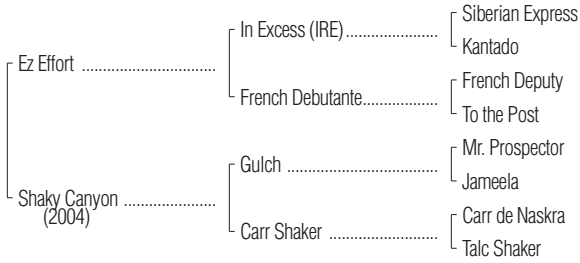 Siberian Express
In Excess (IRE)....................
Kantado
Ez Effort ..............................
French Deputy
French Debutante................
To the Post
Mr. Prospector
Gulch .................................
Jameela
Shaky Canyon ....................
(2004)
Carr de Naskra
Carr Shaker .......................
Talc Shaker